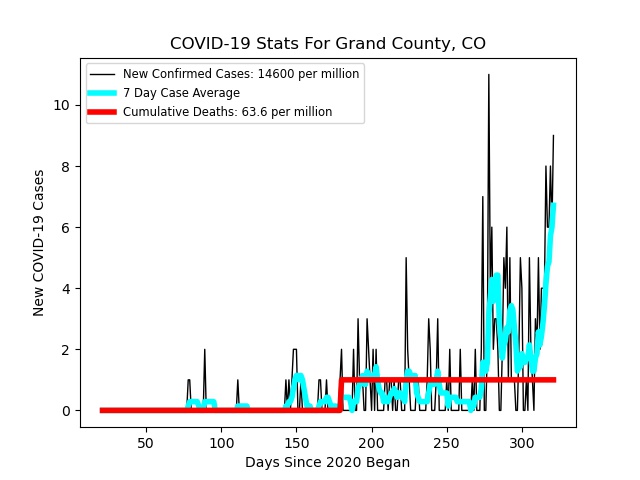 COVID-19 Stats For Grand County, CO
New Confirmed Cases: 14600 per million
7 Day Case Average
Cumulative Deaths: 63.6 per million
New COVID-19 Cases
10
8
6
4
2
0
50 100 150 200 250 300
Days Since 2020 Began